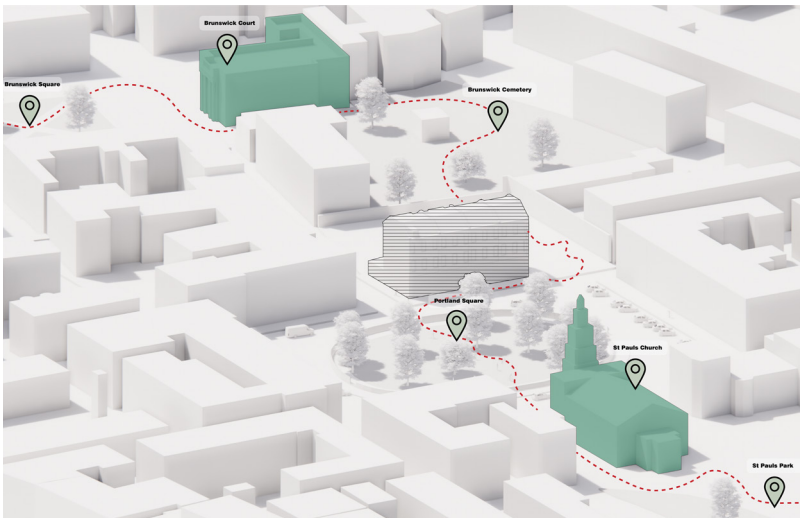 Brunswick Court
Brunswick Square
Brunswick Cemetery
Portland Square
St Pauls Church
St Pauls Park